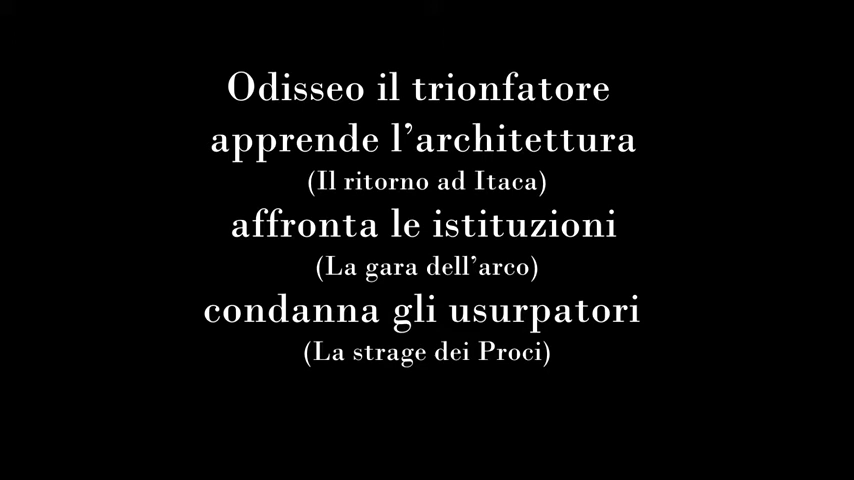 Odisseo il trionfatore
apprende l’architettura
(Il ritorno ad Itaca)
affronta le istituzioni
(La gara dell’arco)
condanna gli usurpatori
(La strage dei Proci)